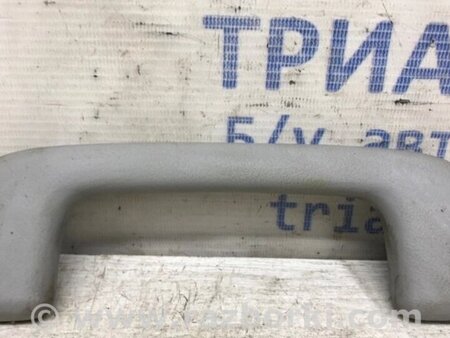 ТРИА
Б/у авт
tria
© www.razborki.com